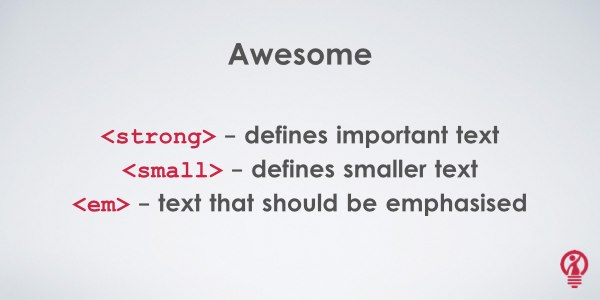 Awesome
<strong> – defines important text
<small> – defines smaller text
<em> – text that should be emphasised